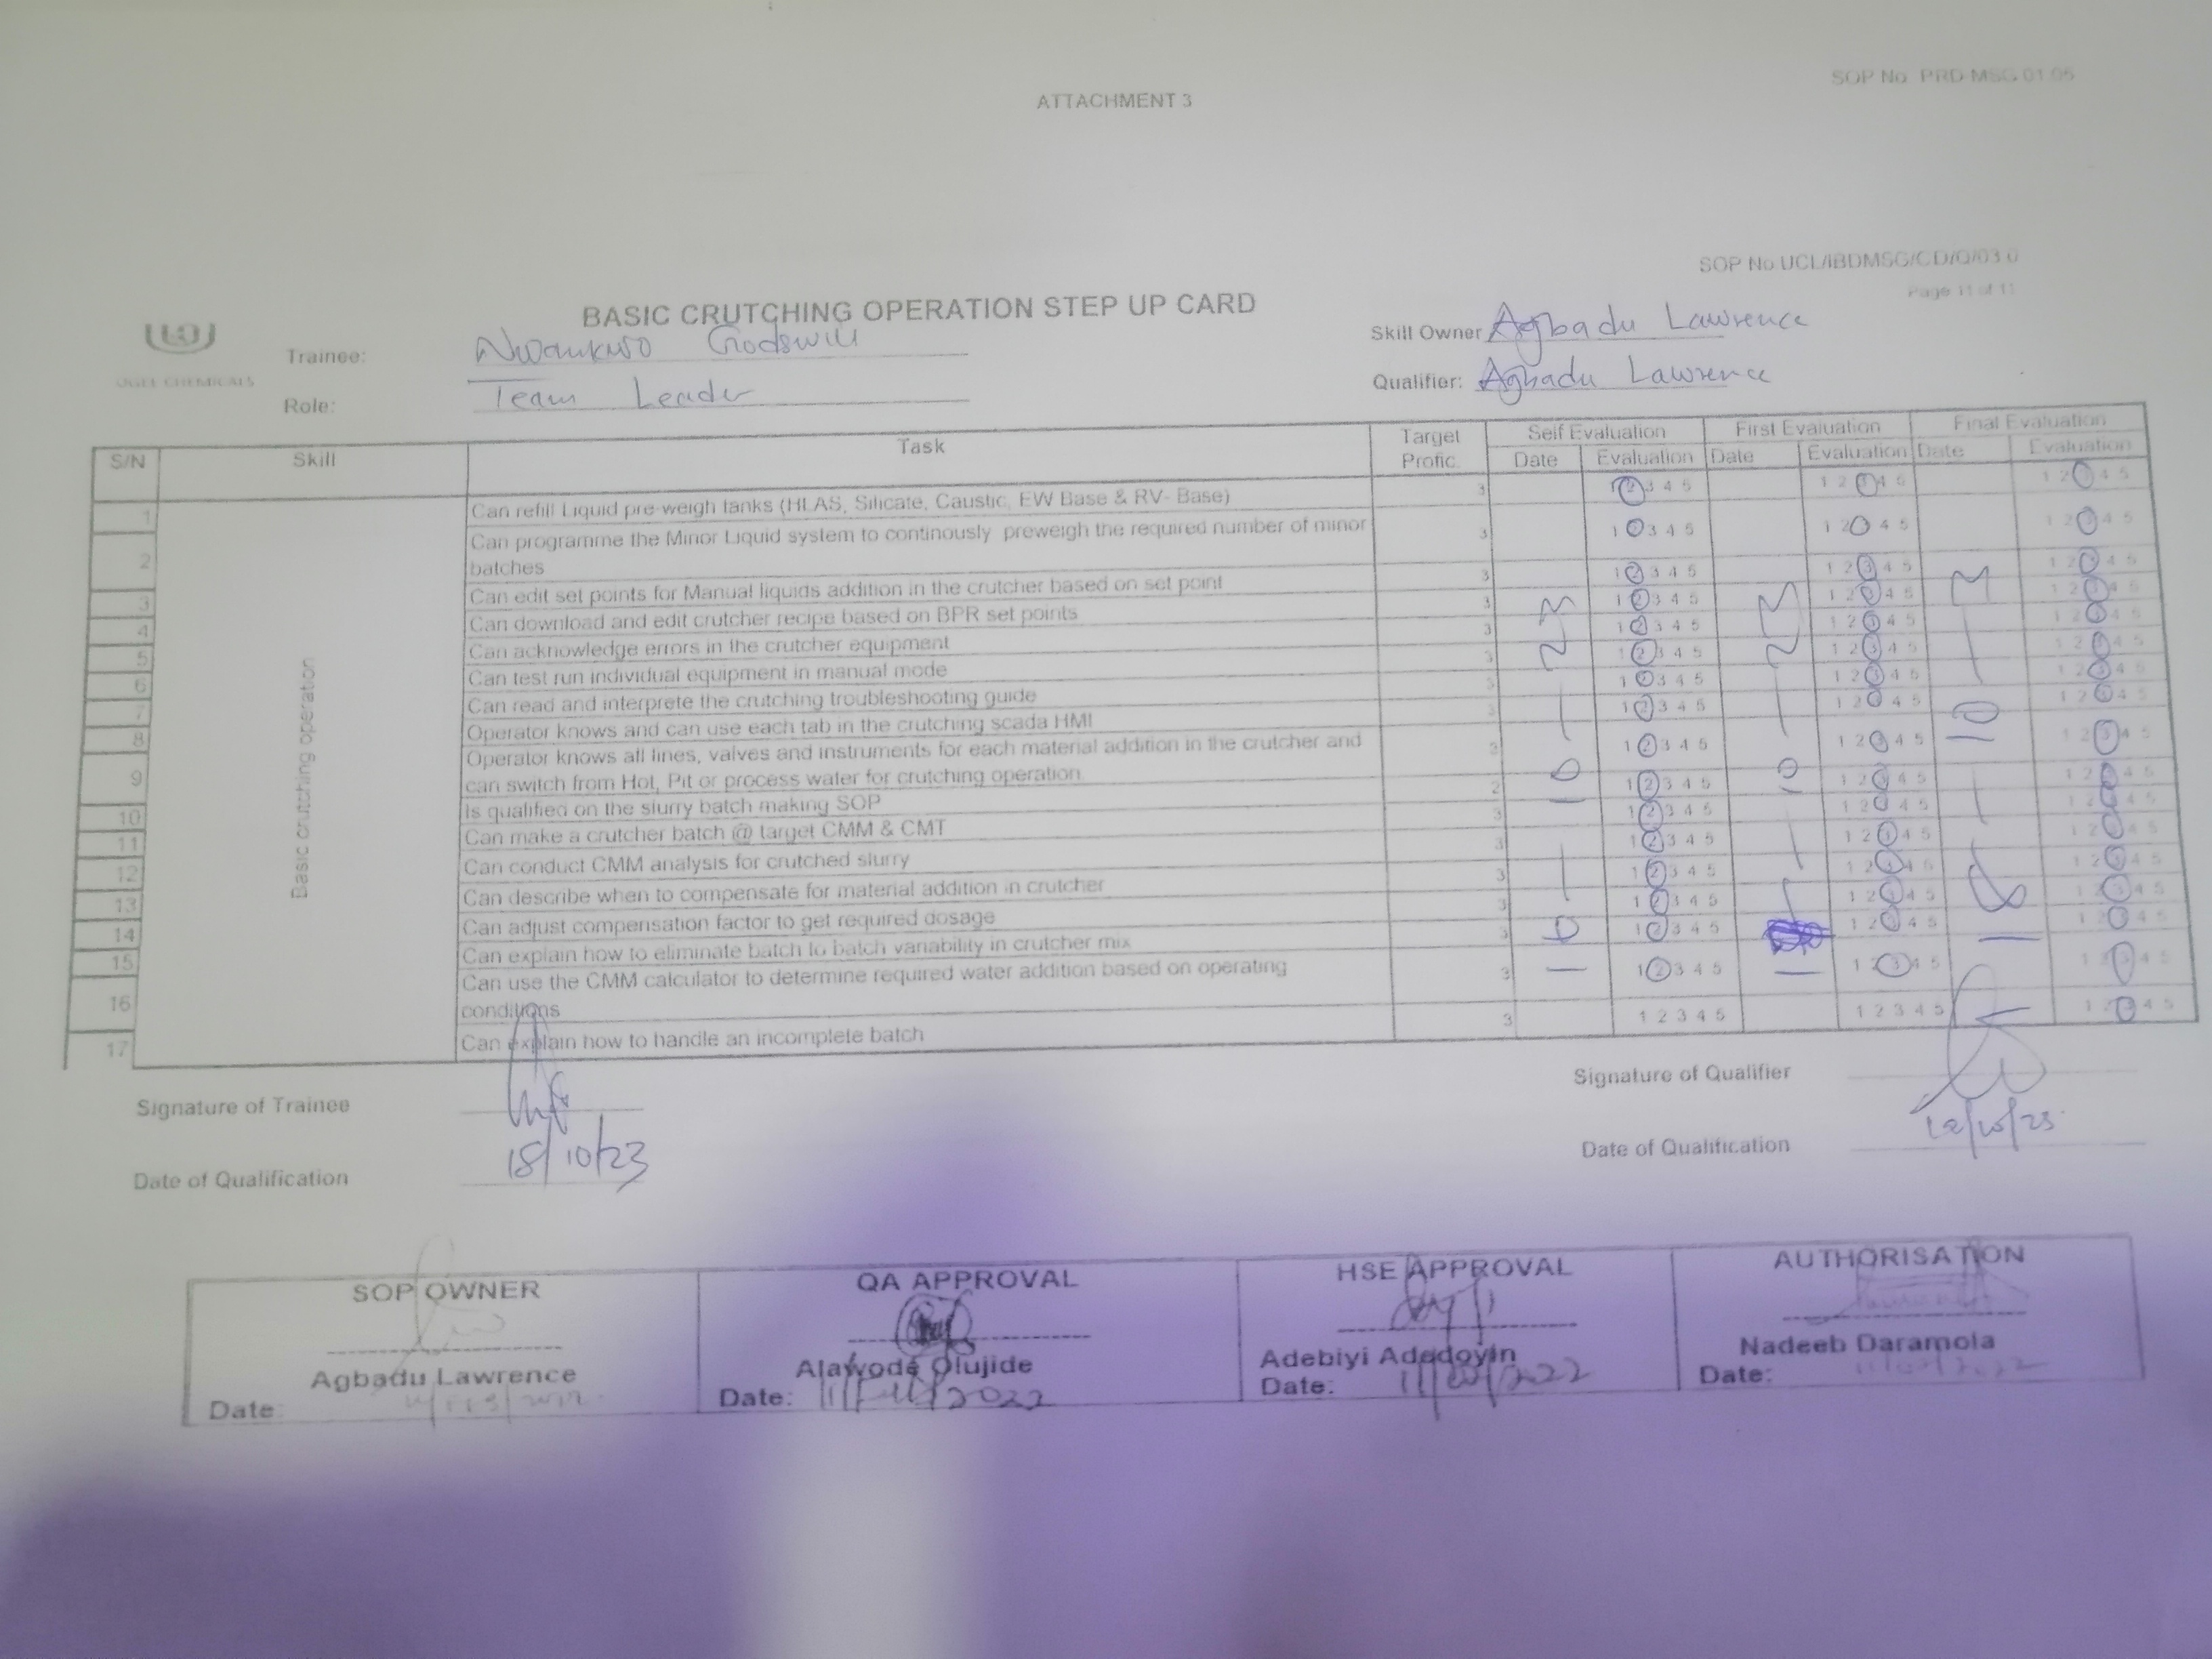 SOP No PRD-MSG 01.05
ATTACHMENT 3
SOP No UCL/IBDMSG/CD/O/03.0
Page 11 of 11
BASIC CRUTCHING OPERATION STEP UP CARD
Trainee: Nwankwo Godswill
Skill Owner Agbadu Lawrence
CHEMICALS
Role: Team Leader
Qualifier: Agbadu Lawrence
S/N Skill Task Target Profic. Self Evaluation First Evaluation Final Evaluation
Date Evaluation Date Evaluation Date Evaluation
Basic crutching operation
1 Can refill Liquid pre-weigh tanks (HLAS, Silicate, Caustic, EW Base & RV- Base) 3 1 2 3 4 5 1 2 3 4 5 1 2 3 4 5
2 Can programme the Minor Liquid system to continously preweigh the required number of minor 3 1 2 3 4 5 1 2 3 4 5 1 2 3 4 5
batches
3 Can edit set points for Manual liquids addition in the crutcher based on set point 3 1 2 3 4 5 1 2 3 4 5 1 2 3 4 5
4 Can download and edit crutcher recipe based on BPR set points 3 1 2 3 4 5 1 2 3 4 5 1 2 3 4 5
5 Can acknowledge errors in the crutcher equipment 3 1 2 3 4 5 1 2 3 4 5 1 2 3 4 5
6 Can test run individual equipment in manual mode 3 1 2 3 4 5 1 2 3 4 5 1 2 3 4 5
7 Can read and interprete the crutching troubleshooting guide 3 1 2 3 4 5 1 2 3 4 5 1 2 3 4 5
8 Operator knows and can use each tab in the crutching scada HMI 3 1 2 3 4 5 1 2 3 4 5 1 2 3 4 5
9 Operator knows all lines, valves and instruments for each material addition in the crutcher and 3 1 2 3 4 5 1 2 3 4 5 1 2 3 4 5
can switch from Hot, Pit or process water for crutching operation
10 Is qualified on the slurry batch making SOP 2 1 2 3 4 5 1 2 3 4 5 1 2 3 4 5
11 Can make a crutcher batch @ target CMM & CMT 3 1 2 3 4 5 1 2 3 4 5 1 2 3 4 5
12 Can conduct CMM analysis for crutched slurry 3 1 2 3 4 5 1 2 3 4 5 1 2 3 4 5
13 Can describe when to compensate for material addition in crutcher 3 1 2 3 4 5 1 2 3 4 5 1 2 3 4 5
14 Can adjust compensation factor to get required dosage 3 1 2 3 4 5 1 2 3 4 5 1 2 3 4 5
15 Can explain how to eliminate batch to batch variability in crutcher mix 3 1 2 3 4 5 1 2 3 4 5 1 2 3 4 5
16 Can use the CMM calculator to determine required water addition based on operating 3 1 2 3 4 5 1 2 3 4 5 1 2 3 4 5
conditions
17 Can explain how to handle an incomplete batch 3 1 2 3 4 5 1 2 3 4 5 1 2 3 4 5
Signature of Trainee
Signature of Qualifier
Date of Qualification 18/10/23
Date of Qualification
SOP OWNER QA APPROVAL HSE APPROVAL AUTHORISATION
Agbadu Lawrence Alawode Olujide Adebiyi Adedoyin Nadeeb Daramola
Date: Date: Date: Date: